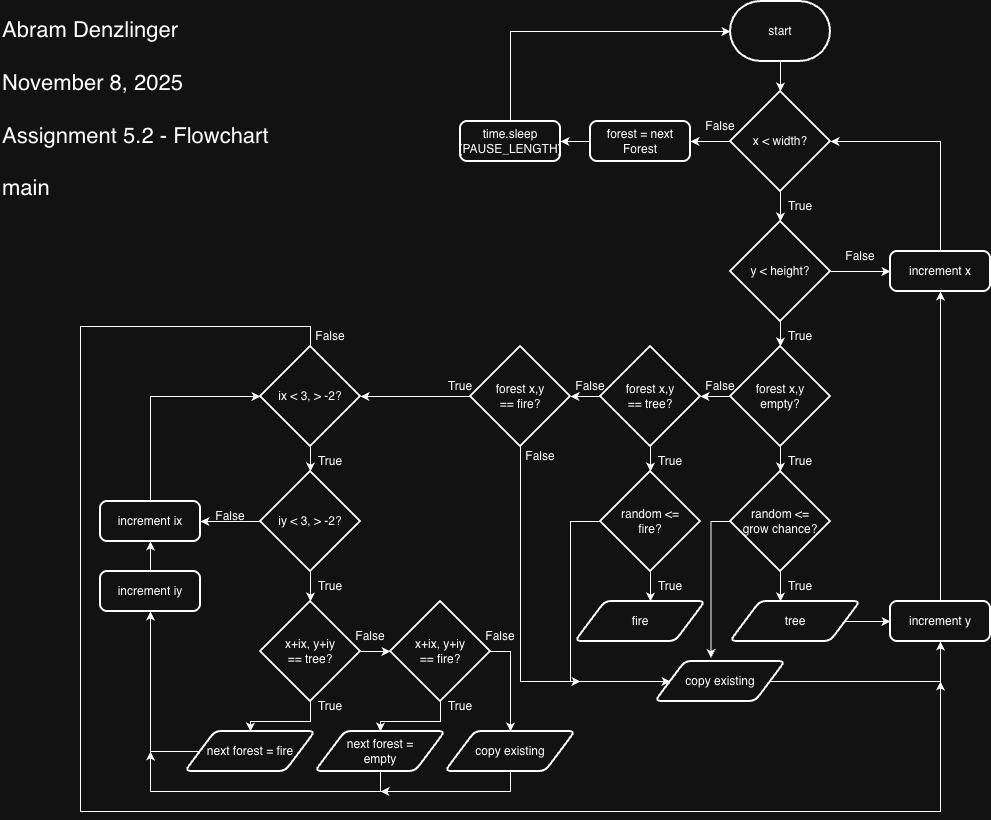 Abram Denzlinger
November 8, 2025
Assignment 5.2 - Flowchart
main
start
time.sleep
PAUSE_LENGTH
forest = next
Forest
False
x < width?
True
y < height?
False
increment x
True
False
ix < 3, > -2?
True
forest x,y
== fire?
False
forest x,y
== tree?
False
forest x,y
empty?
True
False
True
True
increment ix
False
iy < 3, > -2?
random <=
fire?
random <=
grow chance?
increment iy
True
True
True
fire
tree
increment y
x+ix, y+iy
== tree?
False
x+ix, y+iy
== fire?
False
copy existing
True
True
next forest = fire
next forest =
empty
copy existing